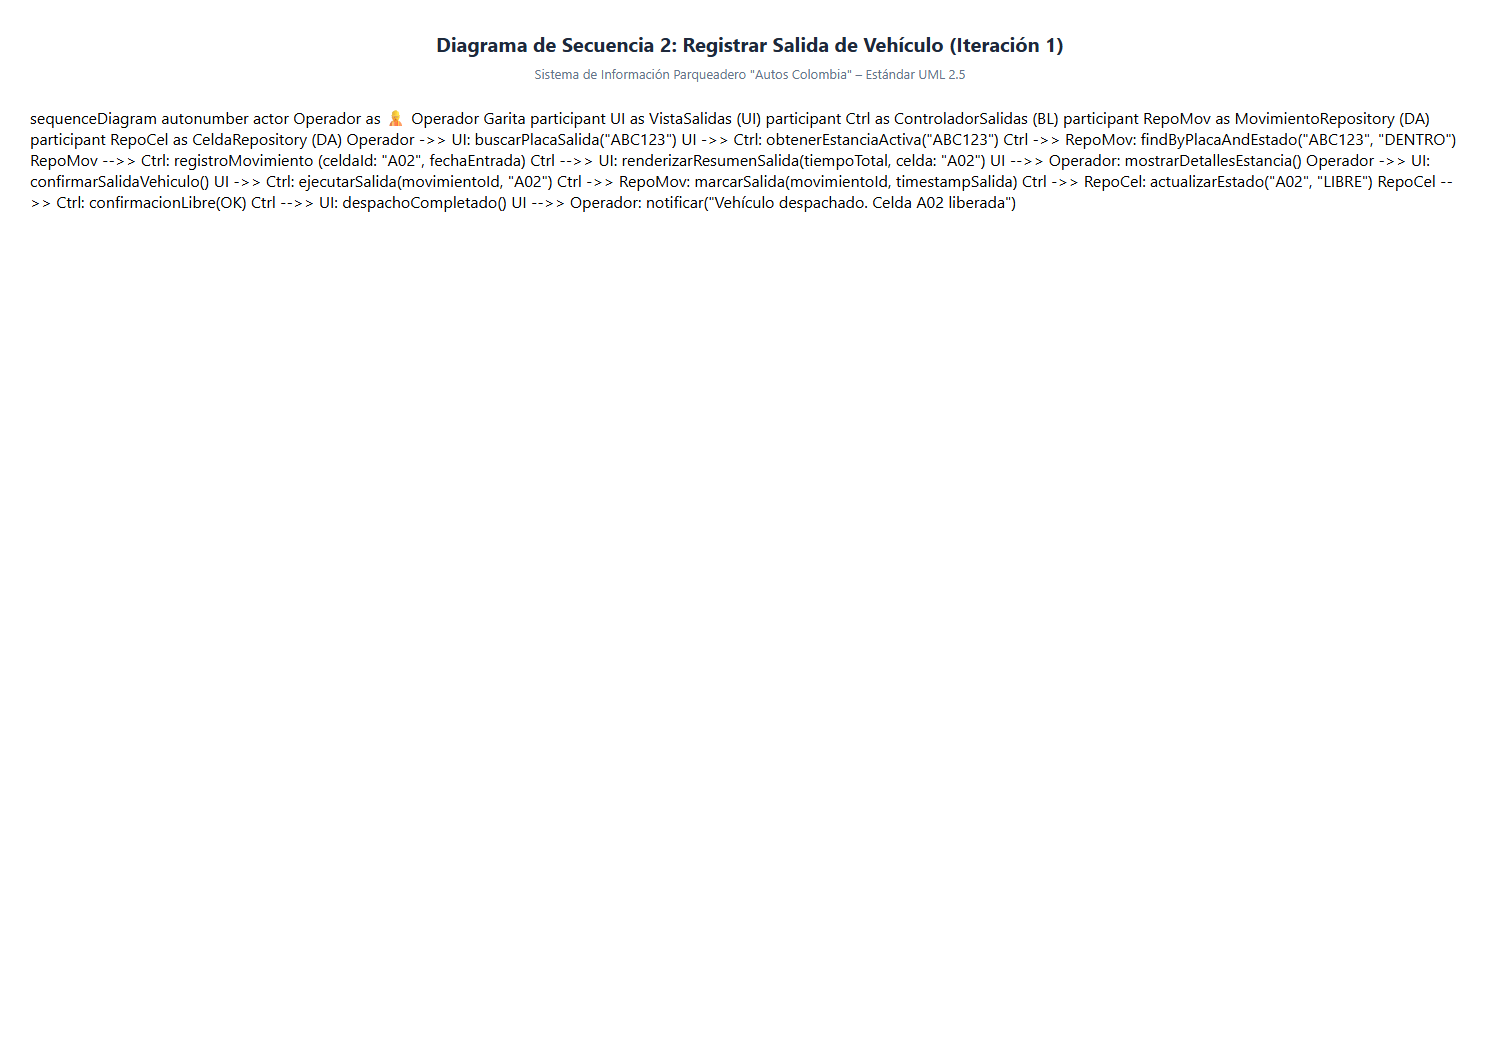 Diagrama de Secuencia 2: Registrar Salida de Vehículo (Iteración 1)
Sistema de Información Parqueadero "Autos Colombia" – Estándar UML 2.5
sequenceDiagram autonumber actor Operador as Operador Garita participant UI as VistaSalidas (UI) participant Ctrl as ControladorSalidas (BL) participant RepoMov as MovimientoRepository (DA)
participant RepoCel as CeldaRepository (DA) Operador ->> UI: buscarPlacaSalida("ABC123") UI ->> Ctrl: obtenerEstanciaActiva("ABC123") Ctrl ->> RepoMov: findByPlacaAndEstado("ABC123", "DENTRO")
RepoMov -->> Ctrl: registroMovimiento (celdaId: "A02", fechaEntrada) Ctrl -->> UI: renderizarResumenSalida(tiempoTotal, celda: "A02") UI -->> Operador: mostrarDetallesEstancia() Operador ->> UI:
confirmarSalidaVehiculo() UI ->> Ctrl: ejecutarSalida(movimientoId, "A02") Ctrl ->> RepoMov: marcarSalida(movimientoId, timestampSalida) Ctrl ->> RepoCel: actualizarEstado("A02", "LIBRE") RepoCel --
>> Ctrl: confirmacionLibre(OK) Ctrl -->> UI: despachoCompletado() UI -->> Operador: notificar("Vehículo despachado. Celda A02 liberada")